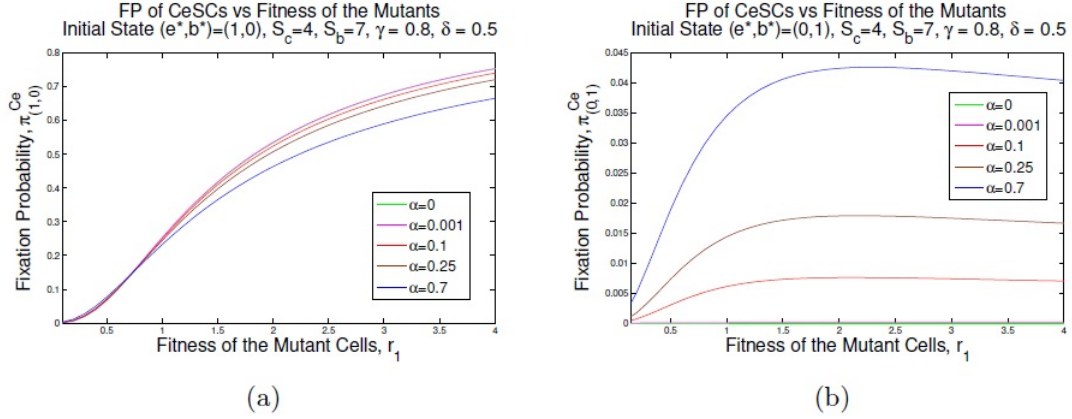 FP of CeSCs vs Fitness of the Mutants
Initial State (e*,b*)=(1,0), S_c=4, S_b=7, γ = 0.8, δ = 0.5
Fixation Probability, π_(1,0)^Ce
0.8
0.7
0.6
0.5
0.4
0.3
0.2
0.1
0
α=0
α=0.001
α=0.1
α=0.25
α=0.7
0.5 1 1.5 2 2.5 3 3.5 4
Fitness of the Mutant Cells, r_1
(a)
FP of CeSCs vs Fitness of the Mutants
Initial State (e*,b*)=(0,1), S_c=4, S_b=7, γ = 0.8, δ = 0.5
Fixation Probability, π_(0,1)^Ce
0.045
0.04
0.035
0.03
0.025
0.02
0.015
0.01
0.005
0
α=0
α=0.001
α=0.1
α=0.25
α=0.7
0.5 1 1.5 2 2.5 3 3.5 4
Fitness of the Mutant Cells, r_1
(b)